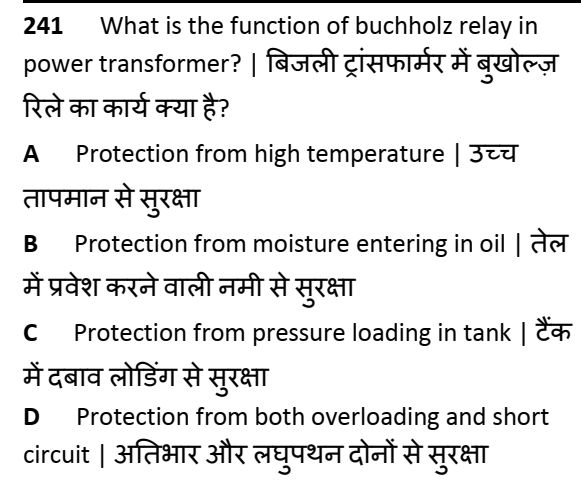 241 What is the function of buchholz relay in
power transformer? | बिजली ट्रांसफार्मर में बुखोल्ज़
रिले का कार्य क्या है?
A Protection from high temperature | उच्च
तापमान से सुरक्षा
B Protection from moisture entering in oil | तेल
में प्रवेश करने वाली नमी से सुरक्षा
C Protection from pressure loading in tank | टैंक
में दबाव लोडिंग से सुरक्षा
D Protection from both overloading and short
circuit | अतिभार और लघुपथन दोनों से सुरक्षा